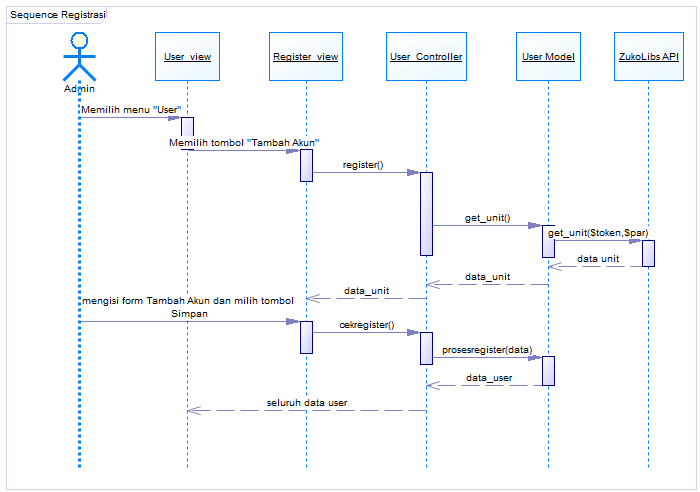 Sequence Registrasi
User_view
Register_view
User_Controller
User Model
ZukoLibs API
Admin
Memilih menu "User"
Memilih tombol "Tambah Akun"
register()
get_unit()
get_unit($token,$par)
data unit
data_unit
data_unit
mengisi form Tambah Akun dan milih tombol
Simpan
cekregister()
prosesregister(data)
data_user
seluruh data user